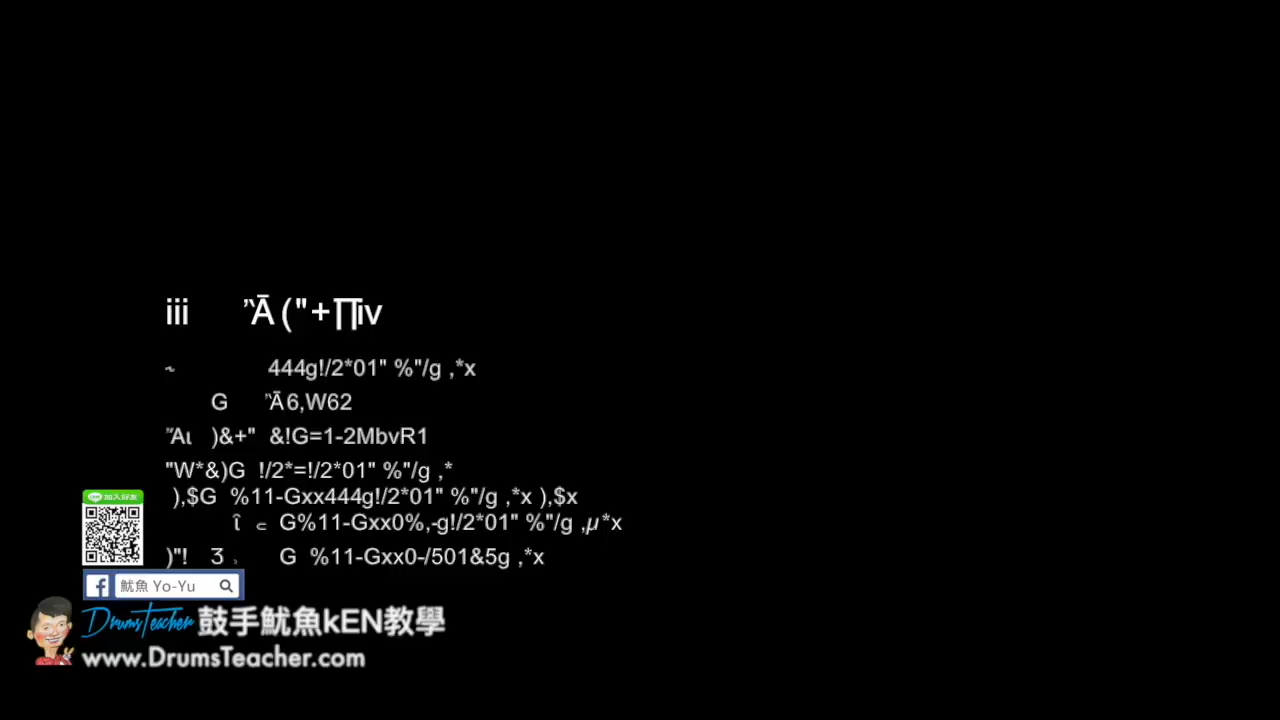 iii ˜Ā ("+∏iv
~ 444g!/2*01" %"/g ,*x
G ˜Ā6,W62
˜Aι )&+" &!G=1-2MbvR1
"W*&)G !/2*=!/2*01" %"/g ,*
),$G %11-Gxx444g!/2*01" %"/g ,*x ),$x
G%11-Gxx0%,-g!/2*01" %"/g ,µ*x
)"! 3 G %11-Gxx0-/501&5g ,*x
加入好友
魷魚 Yo-Yu
DrumsTeacher 鼓手魷魚kEN教學
www.DrumsTeacher.com